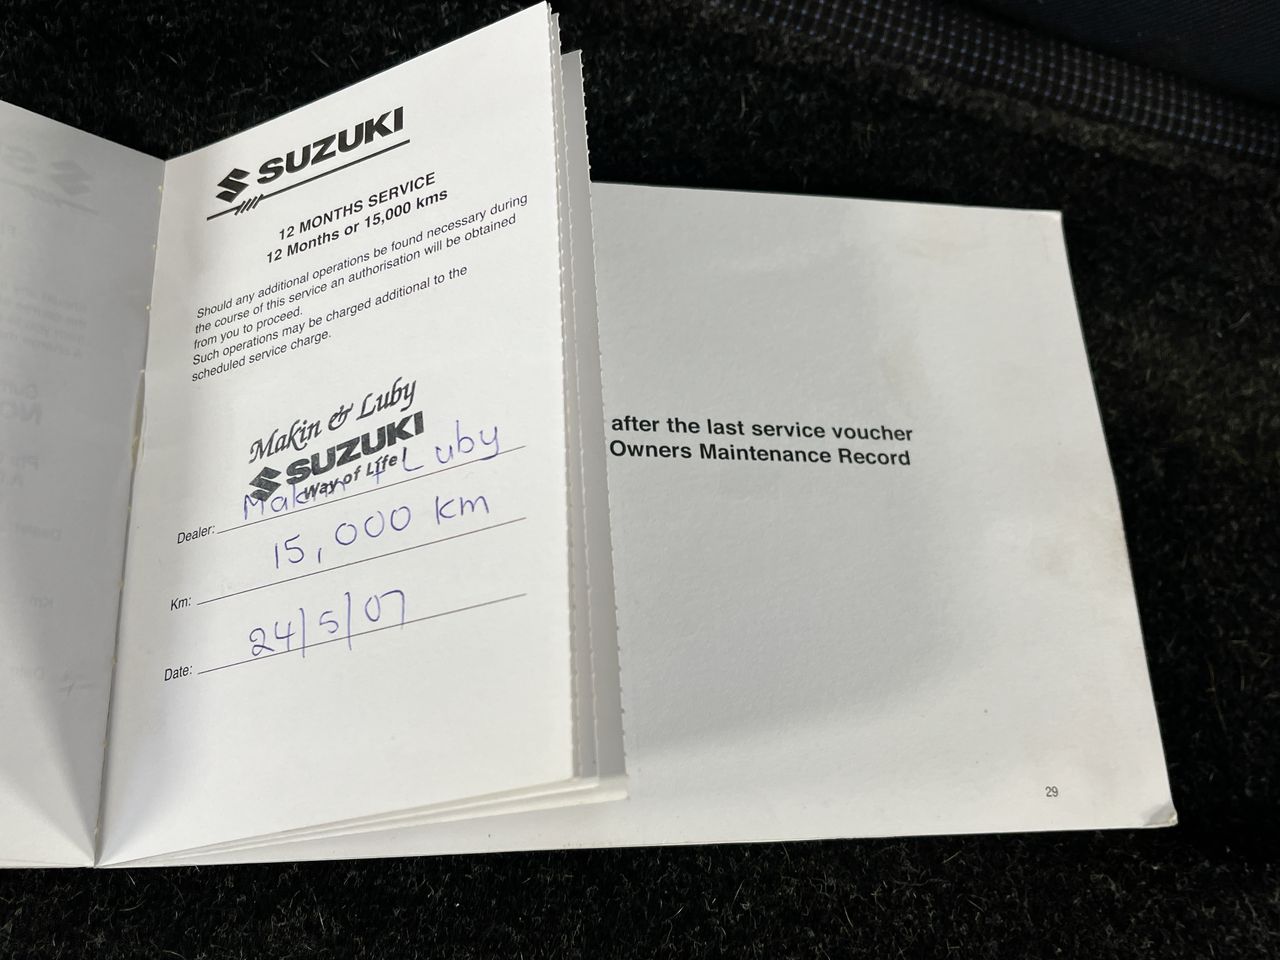 SUZUKI
12 MONTHS SERVICE
12 Months or 15,000 kms
Should any additional operations be found necessary during
the course of this service an authorisation will be obtained
from you to proceed.
Such operations may be charged additional to the
scheduled service charge.
Makin & Luby
SUZUKI
Way of Life!
Dealer: Makin + Luby
Km: 15,000 km
Date: 24/5/07
after the last service voucher
Owners Maintenance Record
29